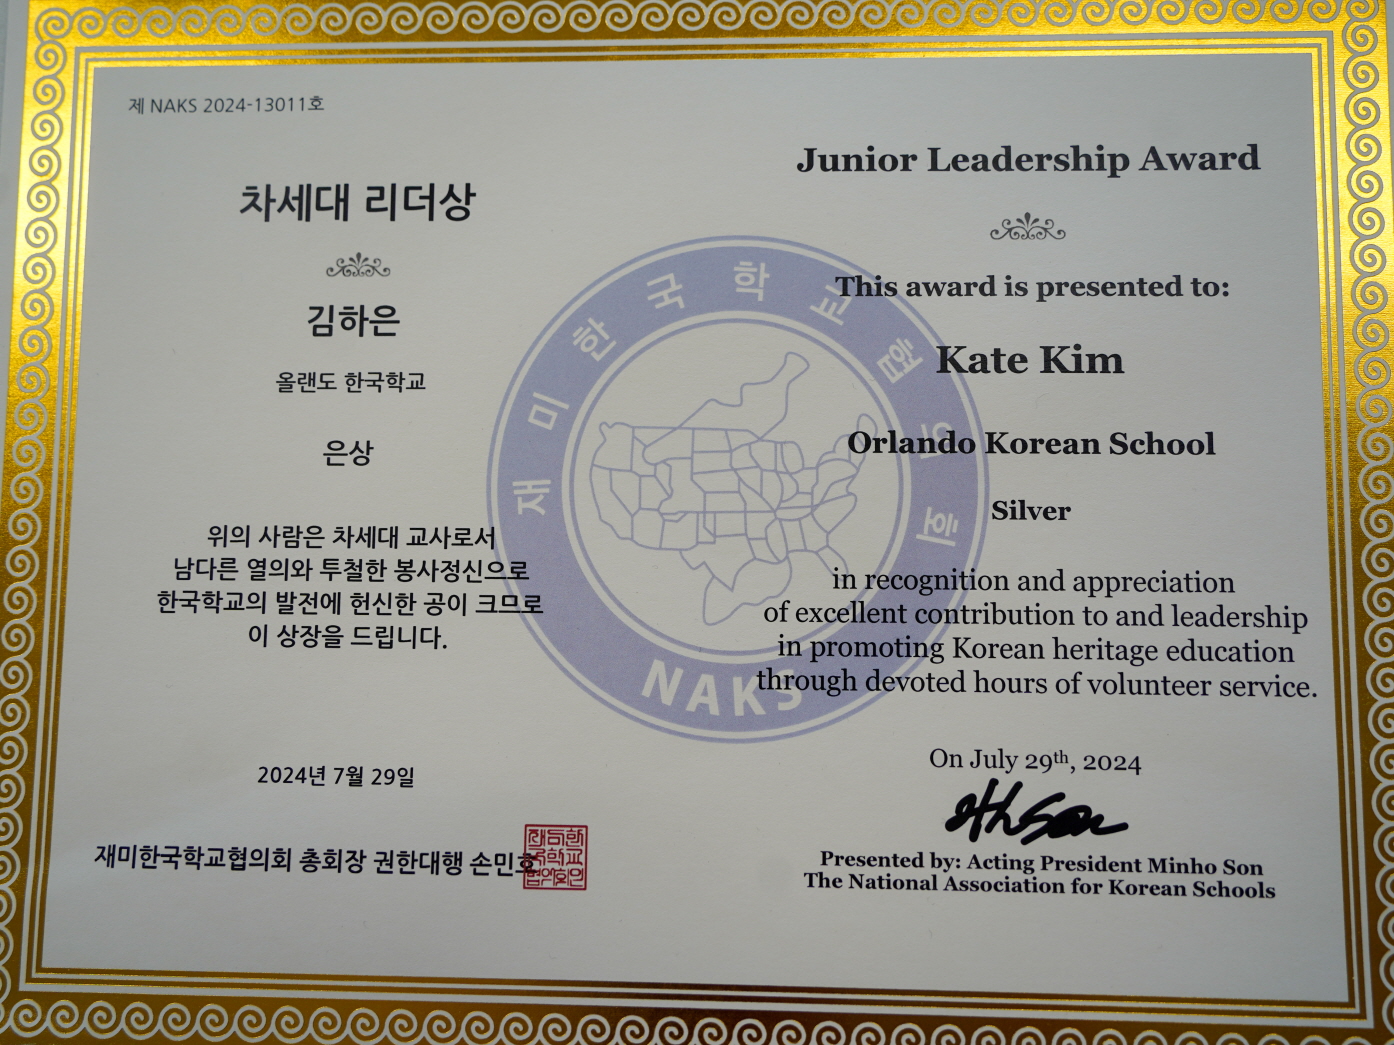 제 NAKS 2024-13011호
차세대 리더상
김하은
올랜도 한국학교
은상
위의 사람은 차세대 교사로서
남다른 열의와 투철한 봉사정신으로
한국학교의 발전에 헌신한 공이 크므로
이 상장을 드립니다.
2024년 7월 29일
재미한국학교협의회 총회장 권한대행 손민호
재미한국학교협의회
NAKS
Junior Leadership Award
This award is presented to:
Kate Kim
Orlando Korean School
Silver
in recognition and appreciation
of excellent contribution to and leadership
in promoting Korean heritage education
through devoted hours of volunteer service.
On July 29th, 2024
Presented by: Acting President Minho Son
The National Association for Korean Schools